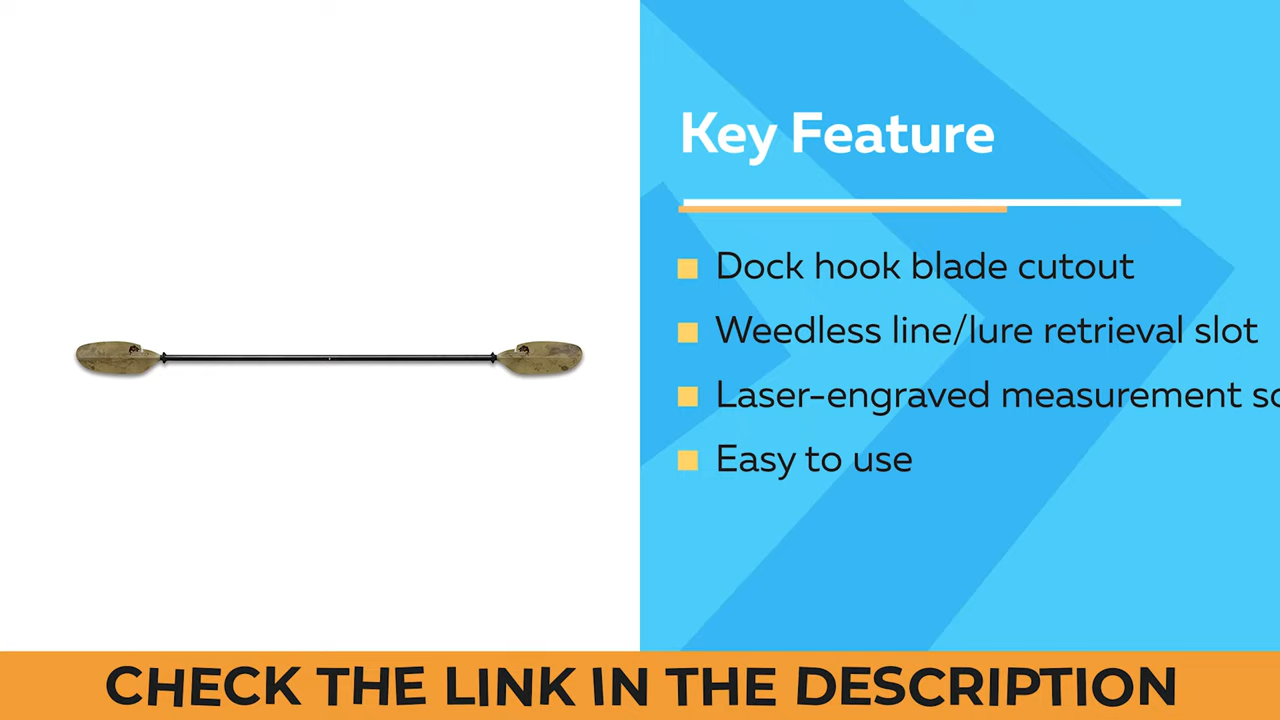 Key Feature
Dock hook blade cutout
Weedless line/lure retrieval slot
Laser-engraved measurement
Easy to use
CHECK THE LINK IN THE DESCRIPTION